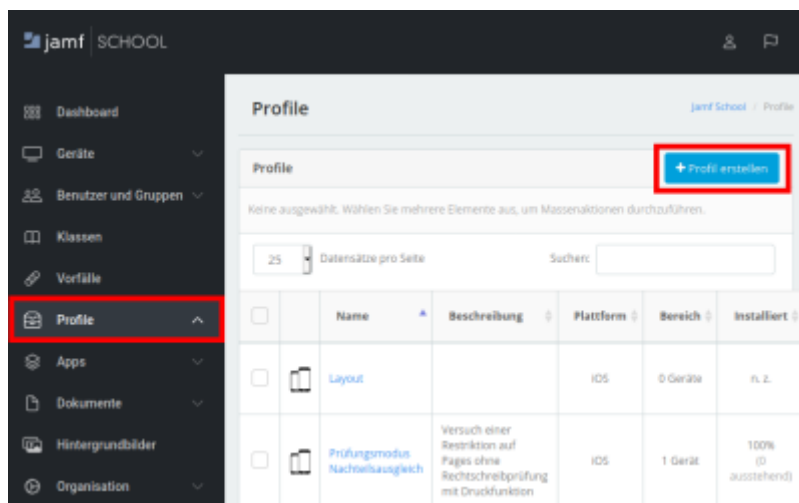 jamf SCHOOL
Dashboard
Geräte
Benutzer und Gruppen
Klassen
Vorfälle
Profile
Apps
Dokumente
Hintergrundbilder
Organisation
Profile
Jamf School / Profile
Profile
+ Profil erstellen
Keine ausgewählt. Wählen Sie mehrere Elemente aus, um Massenaktionen durchzuführen.
25 Datensätze pro Seite Suchen:
Name Beschreibung Plattform Bereich Installiert
Layout iOS 0 Geräte n. z.
Versuch einer
Restriktion auf
Prüfungsmodus Pages ohne iOS 1 Gerät 100%
Nachteilsausgleich Rechtschreibprüfung (0
mit Druckfunktion ausstehend)